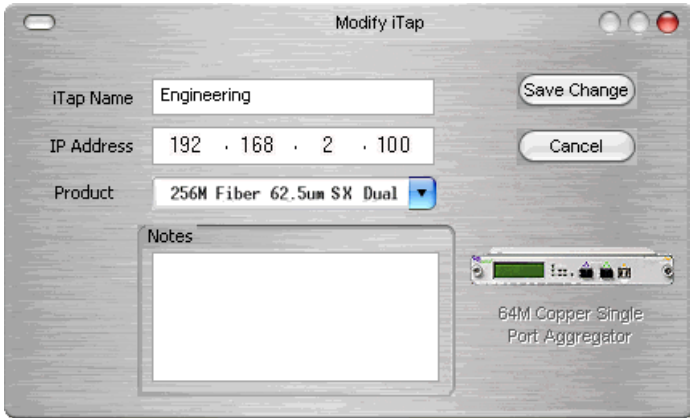 Modify iTap
iTap Name
Engineering
Save Change
IP Address
192 . 168 . 2 . 100
Cancel
Product
256M Fiber 62.5um SX Dual
Notes
64M Copper Single
Port Aggregator